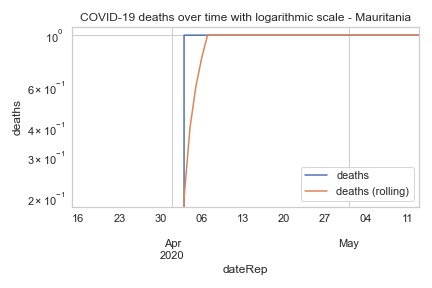 COVID-19 deaths over time with logarithmic scale - Mauritania
deaths
10⁰
6 × 10⁻¹
4 × 10⁻¹
3 × 10⁻¹
2 × 10⁻¹
deaths
deaths (rolling)
16 23 30 06 13 20 27 04 11
Apr May
2020
dateRep